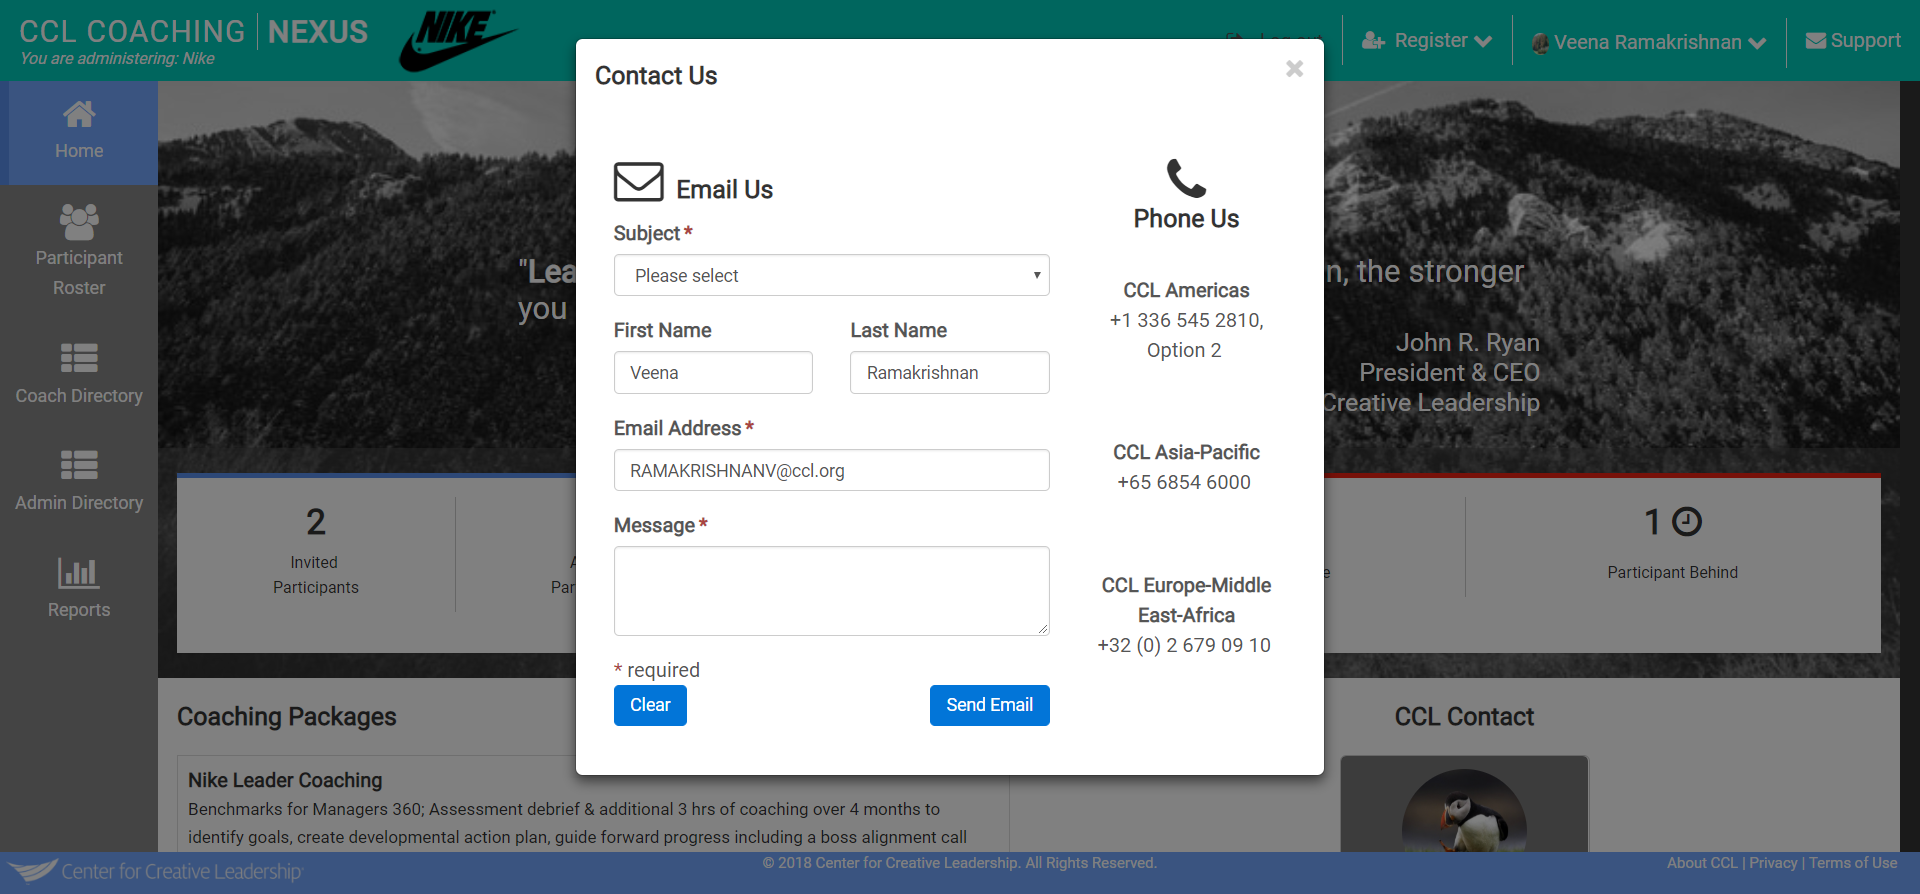 CCL COACHING | NEXUS
You are administering: Nike
NIKE
Register
Veena Ramakrishnan
Support
Home
Participant
Roster
Coach Directory
Admin Directory
Reports
"Lea
you
n, the stronger
John R. Ryan
President & CEO
Creative Leadership
2
Invited
Participants
1
Participant Behind
Contact Us
Email Us
Subject *
Please select
First Name
Last Name
Veena
Ramakrishnan
Email Address *
RAMAKRISHNANV@ccl.org
Message *
* required
Clear
Send Email
Phone Us
CCL Americas
+1 336 545 2810,
Option 2
CCL Asia-Pacific
+65 6854 6000
CCL Europe-Middle
East-Africa
+32 (0) 2 679 09 10
Coaching Packages
Nike Leader Coaching
Benchmarks for Managers 360; Assessment debrief & additional 3 hrs of coaching over 4 months to
identify goals, create developmental action plan, guide forward progress including a boss alignment call
CCL Contact
Center for Creative Leadership
© 2018 Center for Creative Leadership. All Rights Reserved.
About CCL | Privacy | Terms of Use